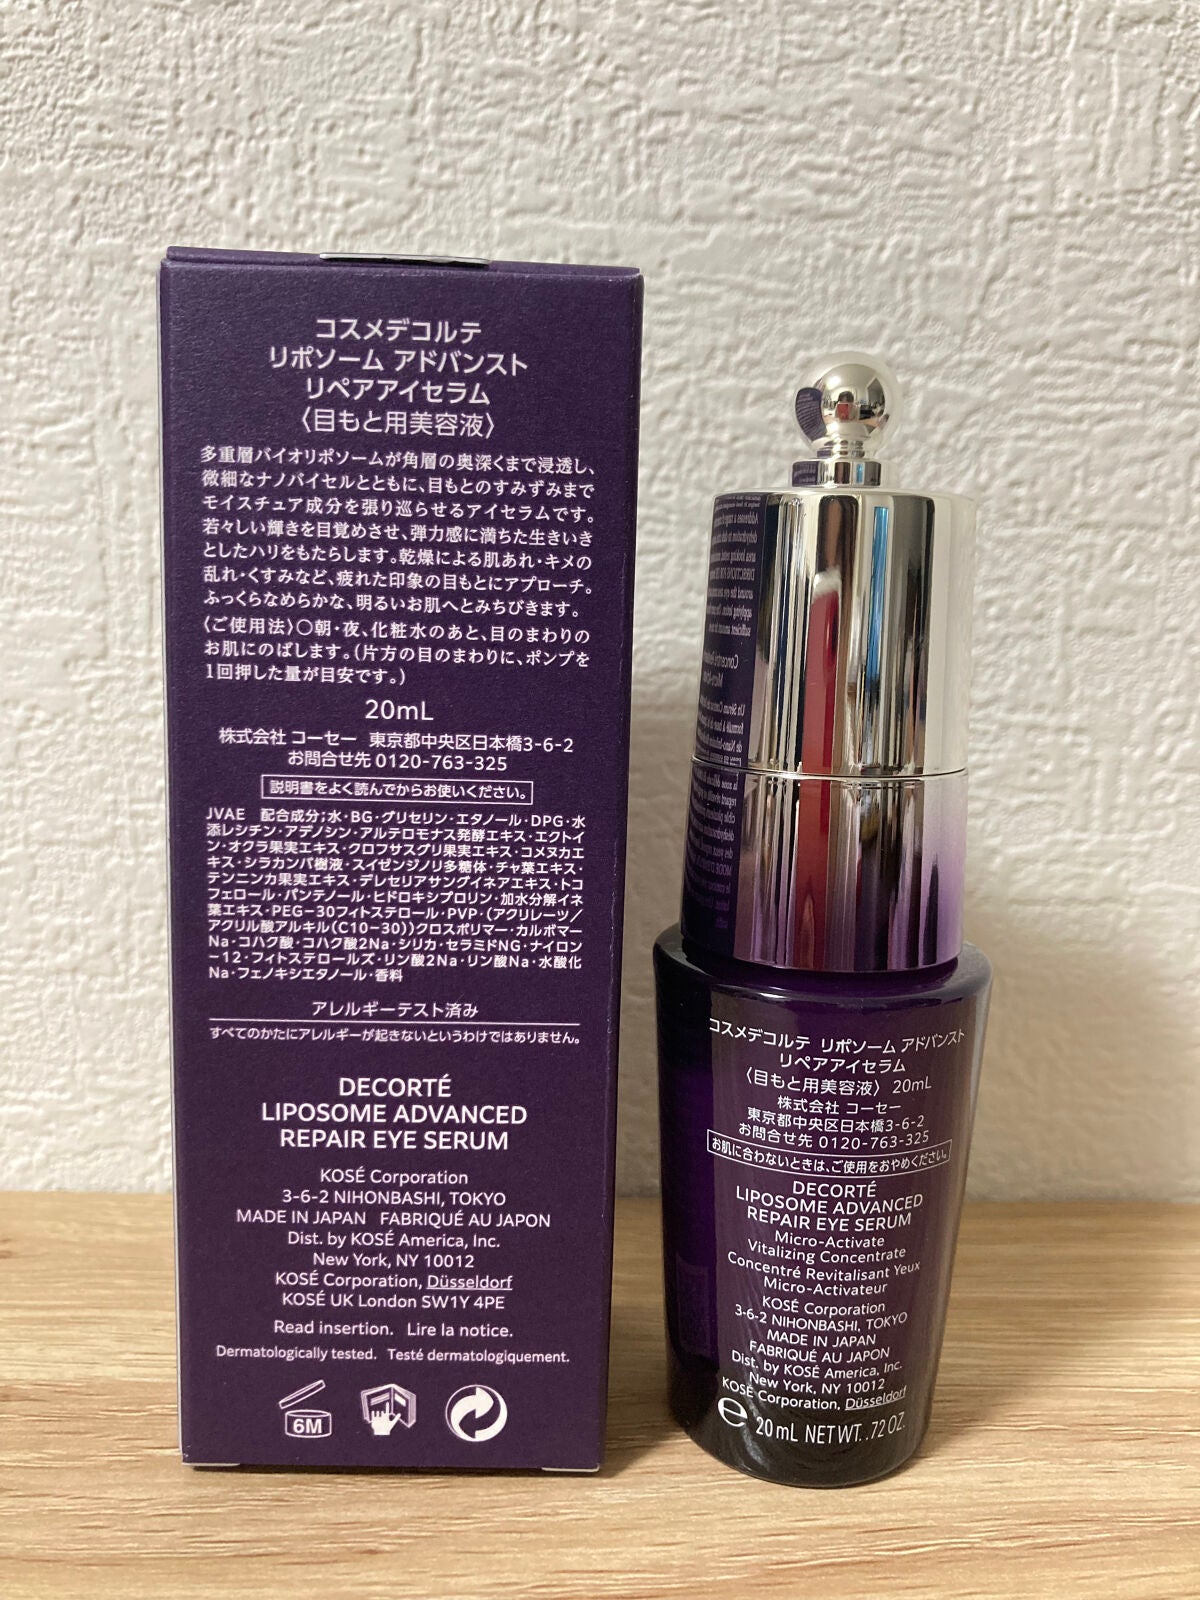 コスメデコルテ
リポソーム アドバンスト
リペアアイセラム
〈目もと用美容液〉
多重層バイオリポソームが角層の奥深くまで浸透し、
微細なナノバイセルとともに、目もとのすみずみまで
モイスチュア成分を張り巡らせるアイセラムです。
若々しい輝きを目覚めさせ、弾力感に満ちた生きいき
としたハリをもたらします。乾燥による肌あれ・キメの
乱れ・くすみなど、疲れた印象の目もとにアプローチ。
ふっくらなめらかな、明るいお肌へとみちびきます。
〈ご使用法〉○朝・夜、化粧水のあと、目のまわりの
お肌にのばします。(片方の目のまわりに、ポンプを
1回押した量が目安です。)
20mL
株式会社 コーセー 東京都中央区日本橋3-6-2
お問合せ先 0120-763-325
説明書をよく読んでからお使いください。
JVAE 配合成分;水・BG・グリセリン・エタノール・DPG・水
添レシチン・アデノシン・アルテロモナス発酵エキス・エクトイ
ン・オクラ果実エキス・クロフサスグリ果実エキス・コメヌカエ
キス・シラカンバ樹液・スイゼンジノリ多糖体・チャ葉エキス・
テンニンカ果実エキス・デレセリアサングイネアエキス・トコ
フェロール・パンテノール・ヒドロキシプロリン・加水分解イネ
葉エキス・PEG-30フィトステロール・PVP・(アクリレーツ/
アクリル酸アルキル(C10-30))クロスポリマー・カルボマー
Na・コハク酸・コハク酸2Na・シリカ・セラミドNG・ナイロン
-12・フィトステロールズ・リン酸2Na・リン酸Na・水酸化
Na・フェノキシエタノール・香料
アレルギーテスト済み
すべてのかたにアレルギーが起きないというわけではありません。
DECORTÉ
LIPOSOME ADVANCED
REPAIR EYE SERUM
KOSÉ Corporation
3-6-2 NIHONBASHI, TOKYO
MADE IN JAPAN FABRIQUÉ AU JAPON
Dist. by KOSÉ America, Inc.
New York, NY 10012
KOSÉ Corporation, Düsseldorf
KOSÉ UK London SW1Y 4PE
Read insertion. Lire la notice.
Dermatologically tested. Testé dermatologiquement.
6M
コスメデコルテ リポソーム アドバンスト
リペアアイセラム
〈目もと用美容液〉 20mL
株式会社 コーセー
東京都中央区日本橋3-6-2
お問合せ先 0120-763-325
お肌に合わないときは、ご使用をおやめください。
DECORTÉ
LIPOSOME ADVANCED
REPAIR EYE SERUM
Micro-Activate
Vitalizing Concentrate
Concentré Revitalisant Yeux
Micro-Activateur
KOSÉ Corporation
3-6-2 NIHONBASHI, TOKYO
MADE IN JAPAN
FABRIQUÉ AU JAPON
Dist. by KOSÉ America, Inc.
New York, NY 10012
KOSÉ Corporation, Düsseldorf
℮ 20mL NET WT. .72 OZ.